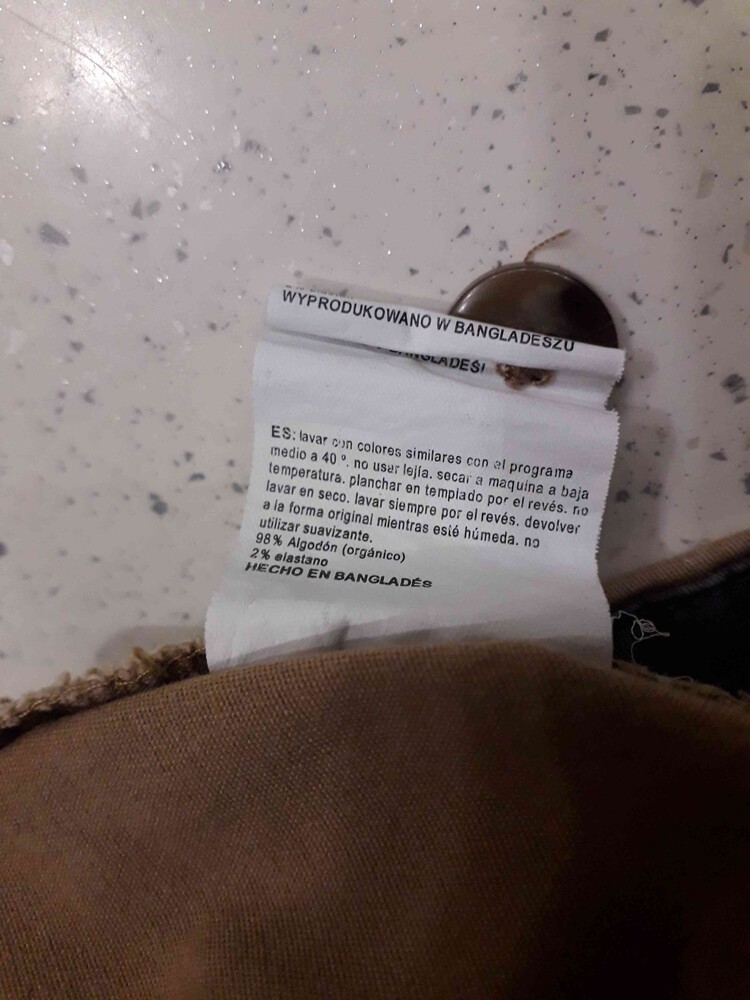 WYPRODUKOWANO W BANGLADESZU
BANGLADESI
ES: lavar con colores similares con el programa
medio a 40 °. no usar lejía. secar a maquina a baja
temperatura. planchar en templado por el revés. no
lavar en seco. lavar siempre por el revés. devolver
a la forma original mientras esté húmeda. no
utilizar suavizante.
98% Algodón (orgánico)
2% elastano
HECHO EN BANGLADÉS